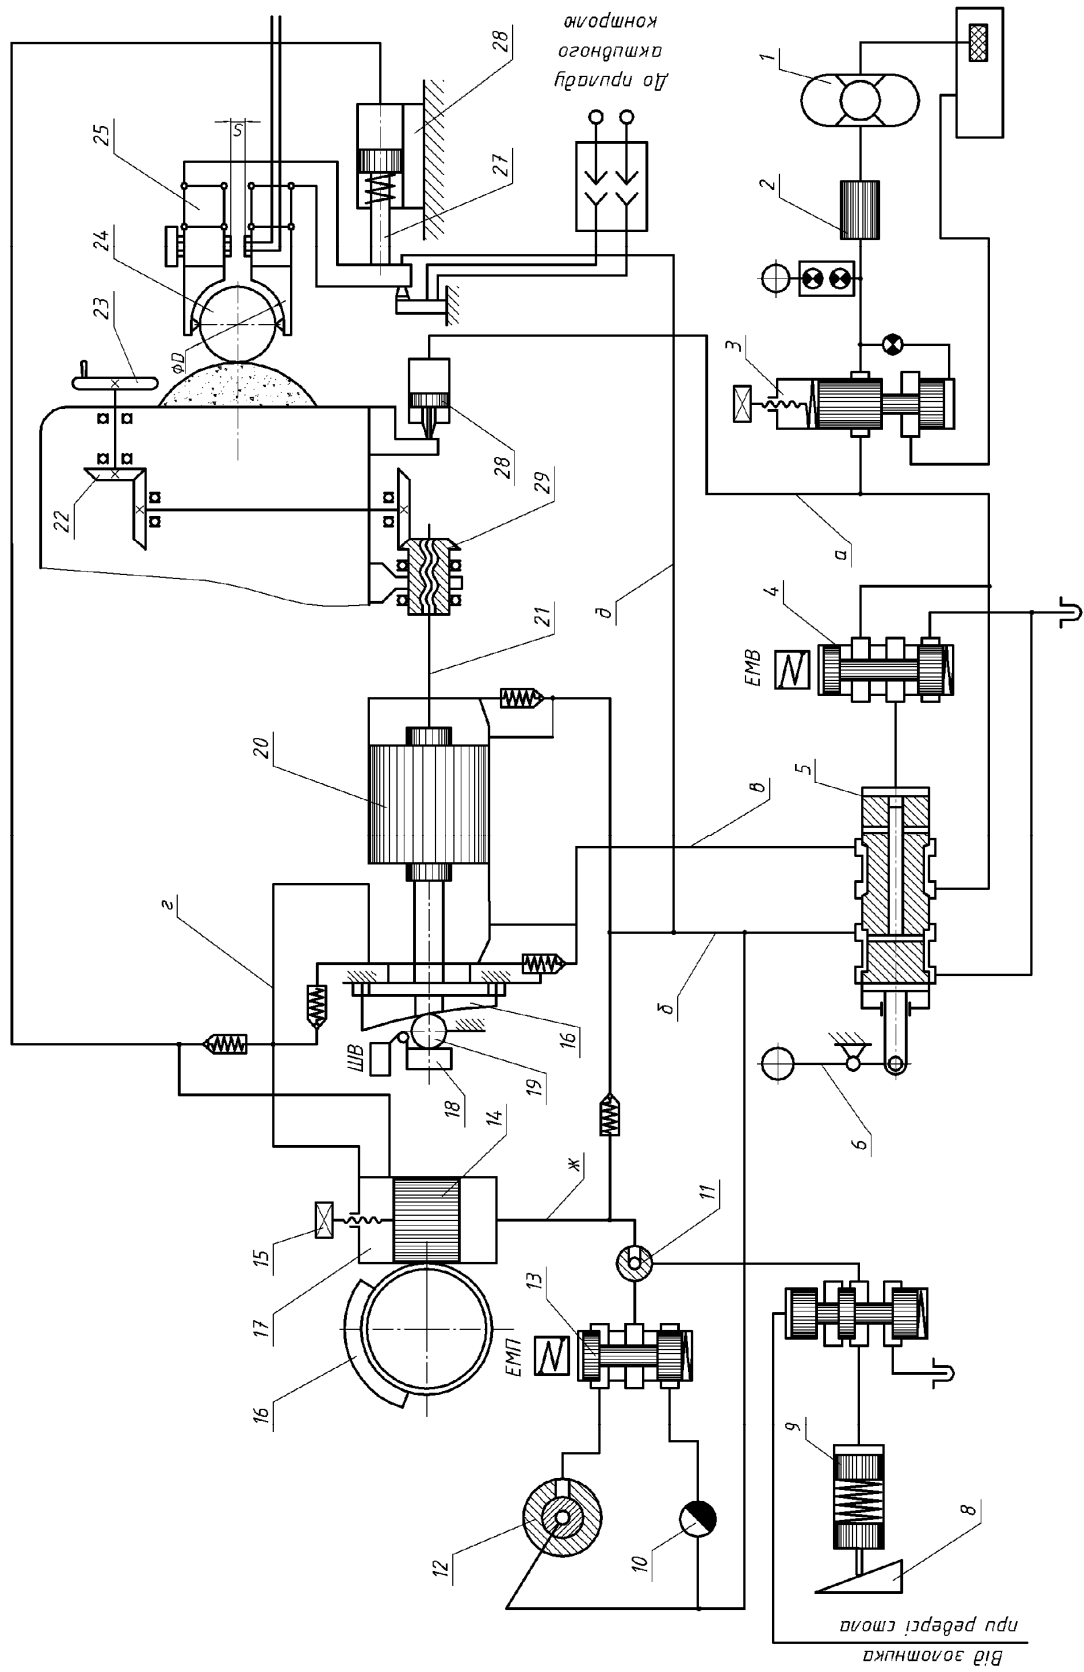 22
23
24
25
г
ФD
S
16
17
15
20
ШВ
12
18
14
28
29
28
27
ЕМП
13
19
16
21
ж
д
До приладу
активного
контролю
10
11
б
в
ЕМВ
4
5
6
3
2
1
а
9
8
Від золотника
при реверсі стола